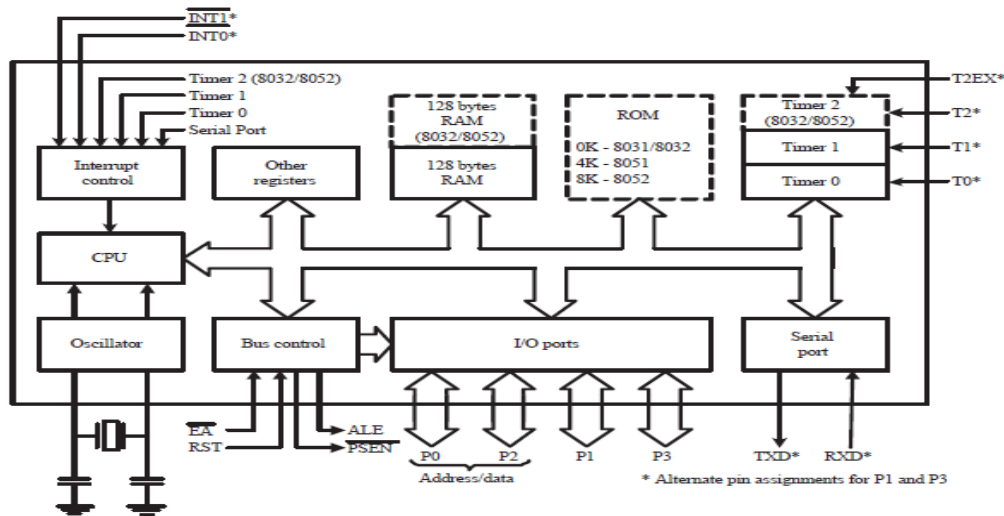 INT1*
INT0*
Timer 2 (8032/8052)
Timer 1
Timer 0
Serial Port
T2EX*
T2*
T1*
T0*
Interrupt
control
Other
registers
128 bytes
RAM
(8032/8052)
128 bytes
RAM
ROM
0K - 8031/8032
4K - 8051
8K - 8052
Timer 2
(8032/8052)
Timer 1
Timer 0
CPU
Oscillator
Bus control
I/O ports
Serial
port
EA
RST
ALE
PSEN
P0
P2
P1
P3
Address/data
TXD*
RXD*
* Alternate pin assignments for P1 and P3